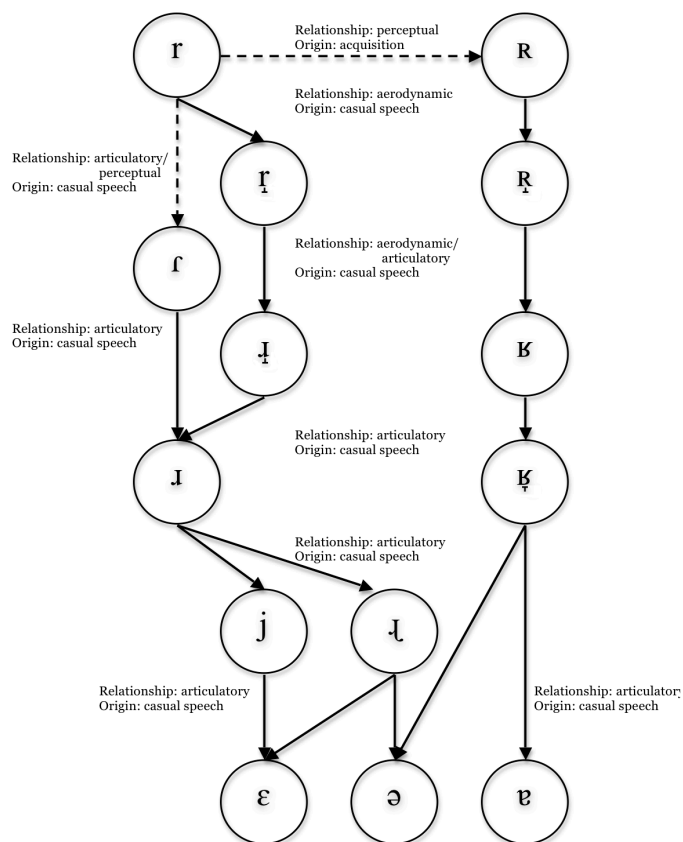 r
Relationship: perceptual
Origin: acquisition
ʀ
Relationship: aerodynamic
Origin: casual speech
Relationship: articulatory/
perceptual
Origin: casual speech
r̞
ʀ̞
ɾ
Relationship: aerodynamic/
articulatory
Origin: casual speech
Relationship: articulatory
Origin: casual speech
ɹ̞
ʁ
Relationship: articulatory
Origin: casual speech
ɹ
ʁ̞
Relationship: articulatory
Origin: casual speech
j
ɻ
Relationship: articulatory
Origin: casual speech
Relationship: articulatory
Origin: casual speech
ɛ
ə
ɐ